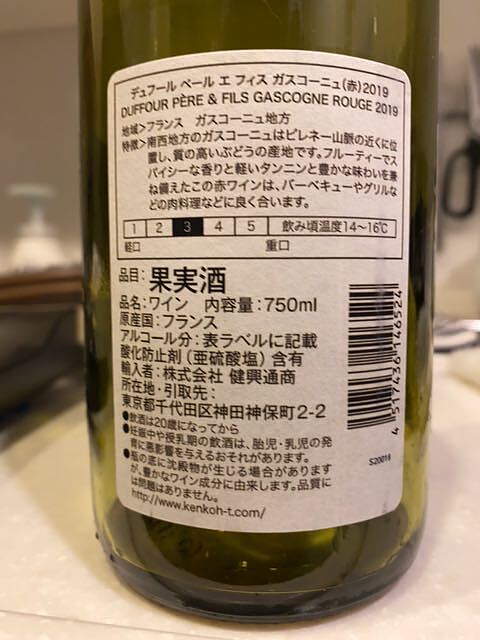 デュフール ペール エ フィス ガスコーニュ(赤)2019
DUFFOUR PÈRE & FILS GASCOGNE ROUGE 2019
地域>フランス ガスコーニュ地方
特徴>南西地方のガスコーニュはピレネー山脈の近くに位
置し、質の高いぶどうの産地です。フルーティーでス
パイシーな香りと軽いタンニンと豊かな味わいを兼
ね備えたこの赤ワインは、バーベキューやグリルな
どの肉料理などに良く合います。
1 2 3 4 5 飲み頃温度14~16℃
軽口 重口
品目:果実酒
品名:ワイン 内容量:750ml
原産国:フランス
アルコール分:表ラベルに記載
酸化防止剤(亜硫酸塩)含有
輸入者:株式会社 健興通商
所在地・引取先:
東京都千代田区神田神保町2-2
●飲酒は20歳になってから
●妊娠中や授乳期の飲酒は、胎児・乳児の発
育に悪影響を与えるおそれがあります。
●瓶の底に沈殿物が生じる場合があります
が、豊かなワイン成分に由来します。品質に
は問題はありません。
http://www.kenkoh-t.com/
4 517436 146524
S20018